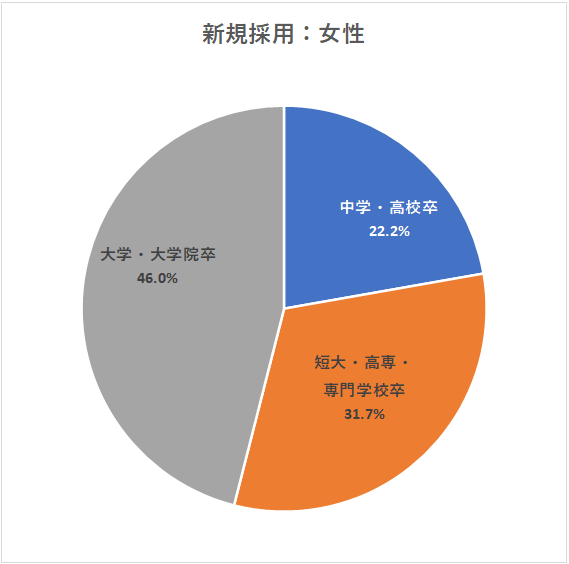 新規採用：女性
中学・高校卒
22.2%
大学・大学院卒
46.0%
短大・高専・
専門学校卒
31.7%